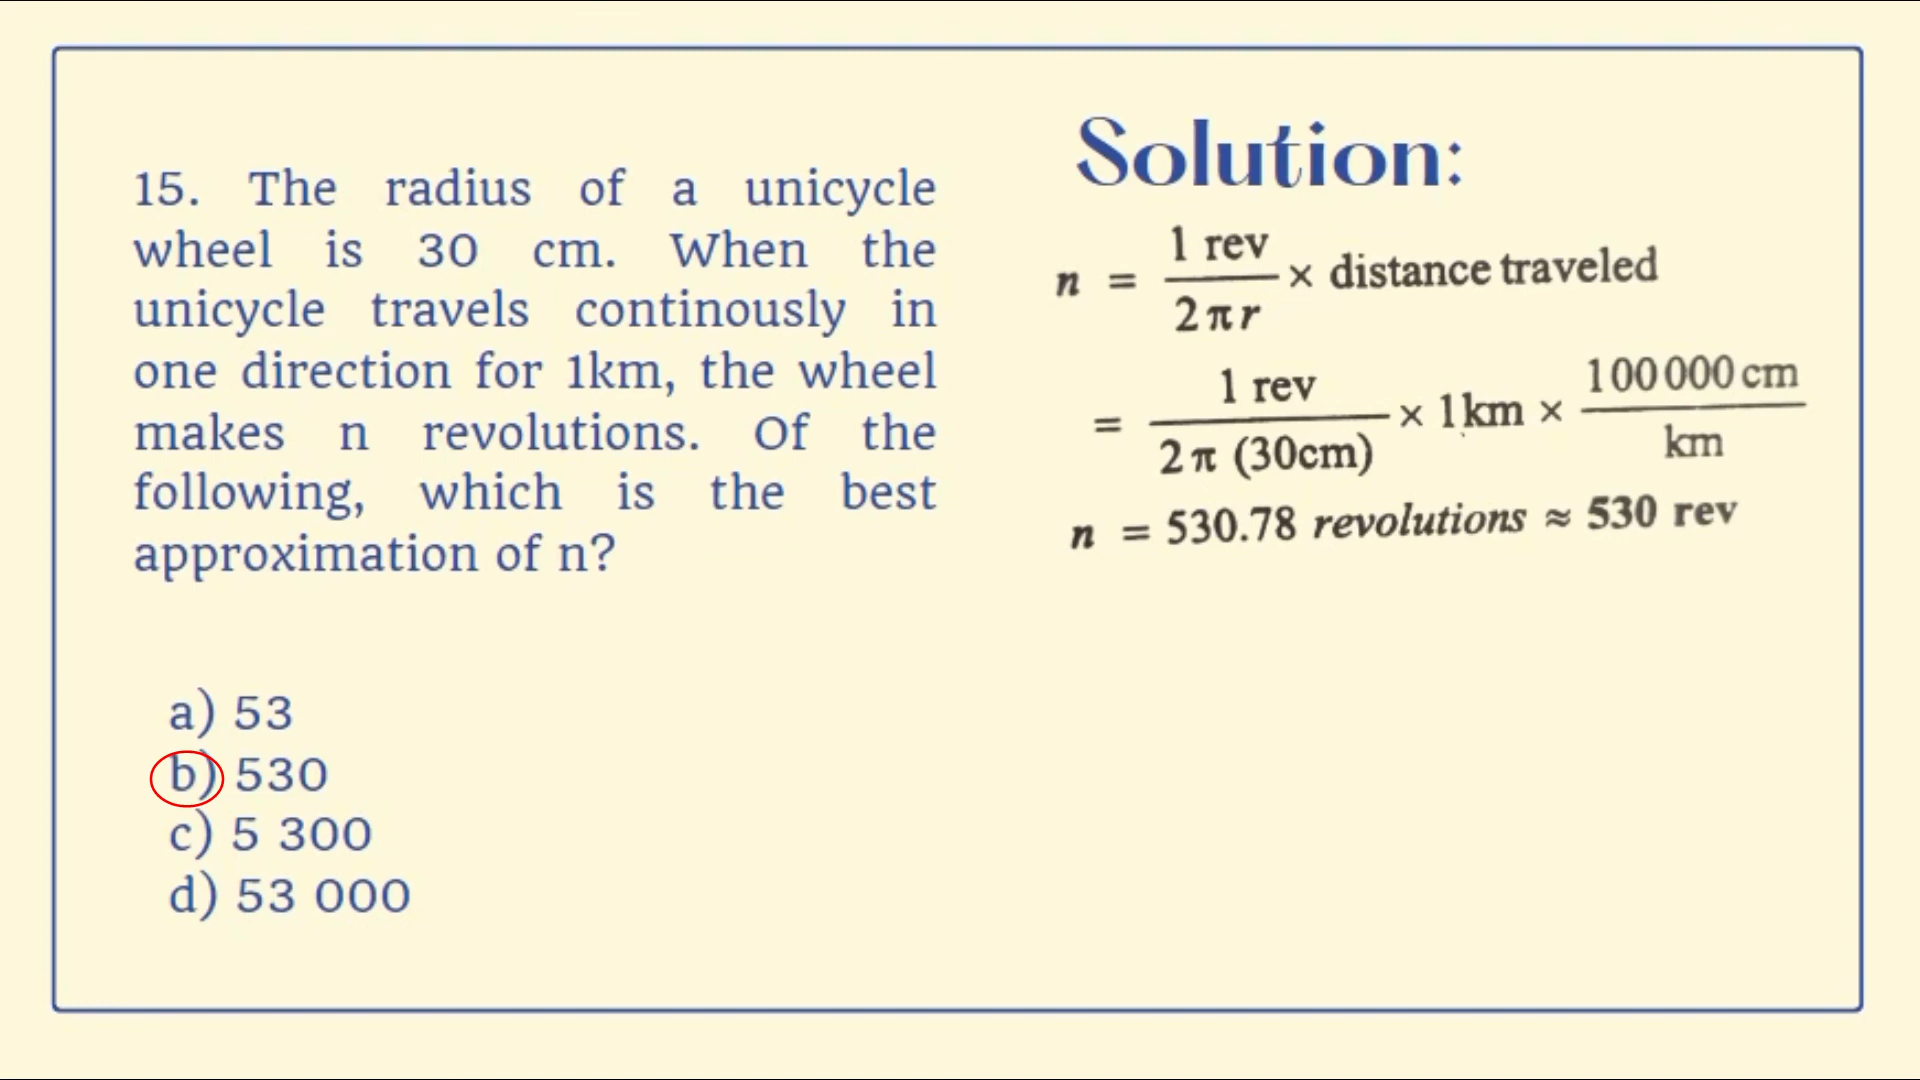 15. The radius of a unicycle
wheel is 30 cm. When the
unicycle travels continously in
one direction for 1km, the wheel
makes n revolutions. Of the
following, which is the best
approximation of n?
a) 53
b) 530
c) 5 300
d) 53 000
Solution:
n = 1 rev / 2 π r × distance traveled
= 1 rev / 2 π (30cm) × 1km × 100 000 cm / km
n = 530.78 revolutions ≈ 530 rev